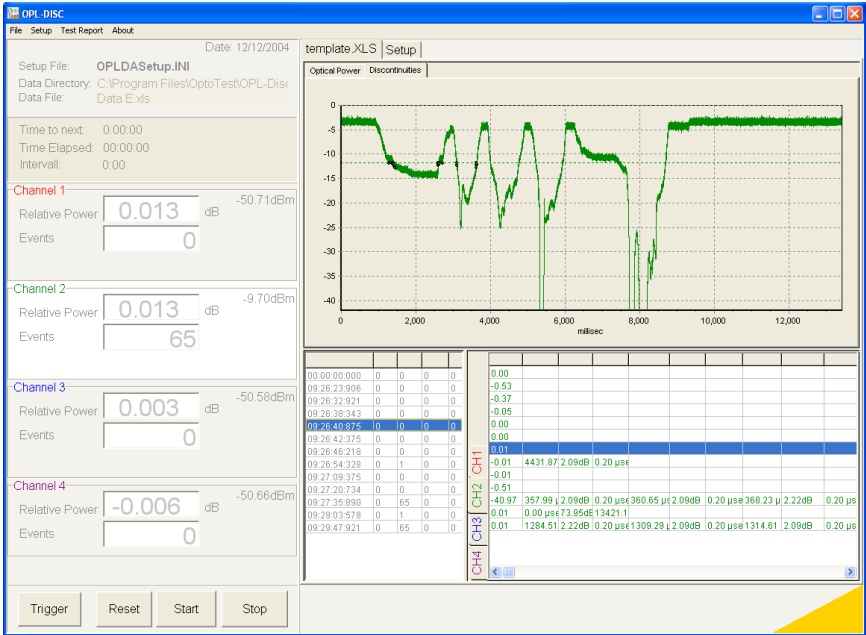 OPL-DISC
File Setup Test Report About
Date: 12/12/2004
Setup File: OPLDASetup.INI
Data Directory: C:\Program Files\OptoTest\OPL-Disc
Data File: Data E.xls
Time to next: 0:00:00
Time Elapsed: 00:00:00
Intervall: 0:00
Channel 1
-50.71dBm
Relative Power 0.013 dB
Events 0
Channel 2
-9.70dBm
Relative Power 0.013 dB
Events 65
Channel 3
-50.58dBm
Relative Power 0.003 dB
Events 0
Channel 4
-50.66dBm
Relative Power -0.006 dB
Events 0
Trigger Reset Start Stop
template.XLS Setup
Optical Power Discontinuities
0
-5
-10
-15
-20
-25
-30
-35
-40
0 2,000 4,000 6,000 8,000 10,000 12,000
millisec
00:00:00:000 0 0 0 0
09:26:23:906 0 0 0 0
09:26:32:921 0 0 0 0
09:26:38:343 0 0 0 0
09:26:40:875 0 0 0 0
09:26:42:375 0 0 0 0
09:26:46:218 0 0 0 0
09:26:54:328 0 1 0 0
09:27:09:375 0 0 0 0
09:27:20:734 0 0 0 0
09:27:35:890 0 65 0 0
09:29:03:578 0 1 0 0
09:29:47:921 0 65 0 0
CH1
CH2
CH3
CH4
0.00
-0.53
-0.37
-0.05
0.00
0.00
0.01
-0.01 4431.87 2.09dB 0.20 µse
-0.01
-0.51
-40.97 357.99 µ 2.09dB 0.20 µse 360.65 µs 2.09dB 0.20 µse 368.23 µ 2.22dB 0.20 µs
0.01 0.00 µse 73.95dE 13421.1
0.01 1284.51 2.22dB 0.20 µse 1309.29 µ 2.09dB 0.20 µse 1314.61 2.09dB 0.20 µs